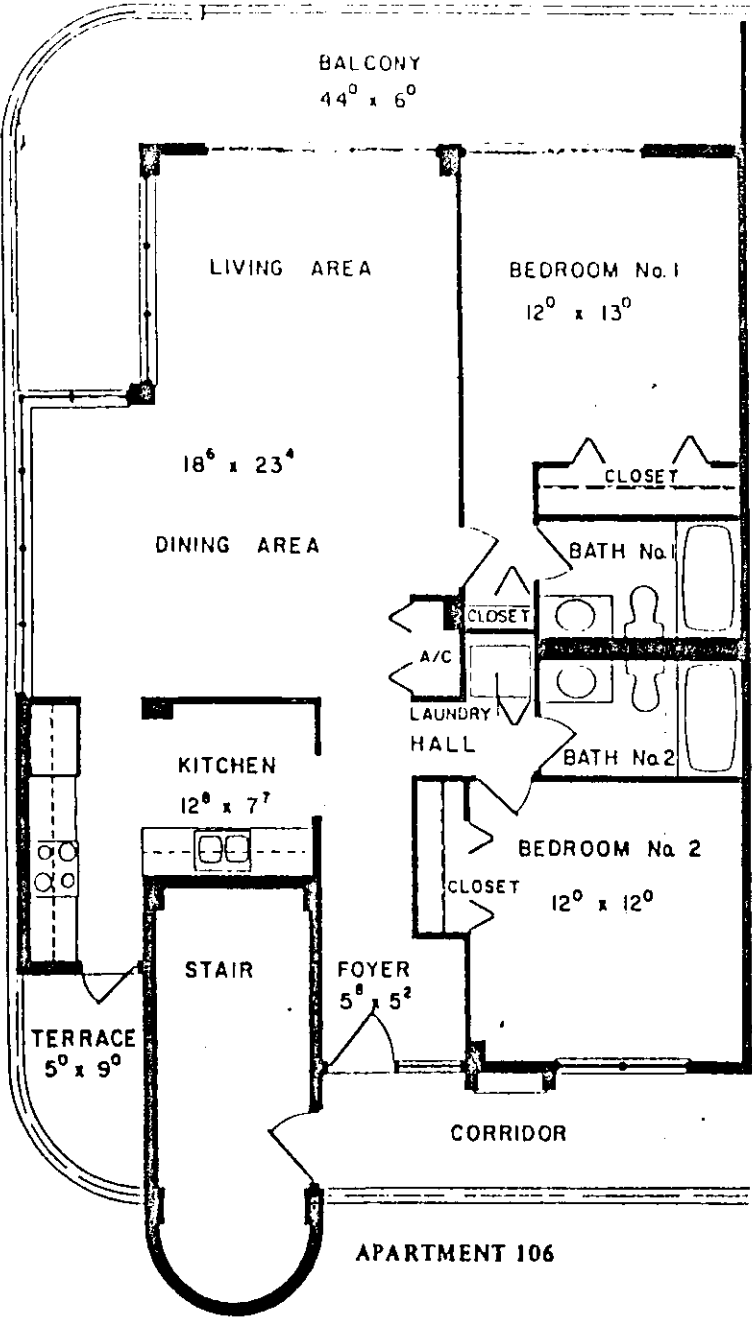 BALCONY
44⁰ x 6⁰
LIVING AREA
BEDROOM No. 1
12⁰ x 13⁰
18⁶ x 23⁴
CLOSET
DINING AREA
BATH No. 1
CLOSET
A/C
LAUNDRY
HALL
BATH No. 2
KITCHEN
12⁸ x 7⁷
BEDROOM No. 2
CLOSET
12⁰ x 12⁰
STAIR
FOYER
5⁸ x 5²
TERRACE
5⁰ x 9⁰
CORRIDOR
APARTMENT 106